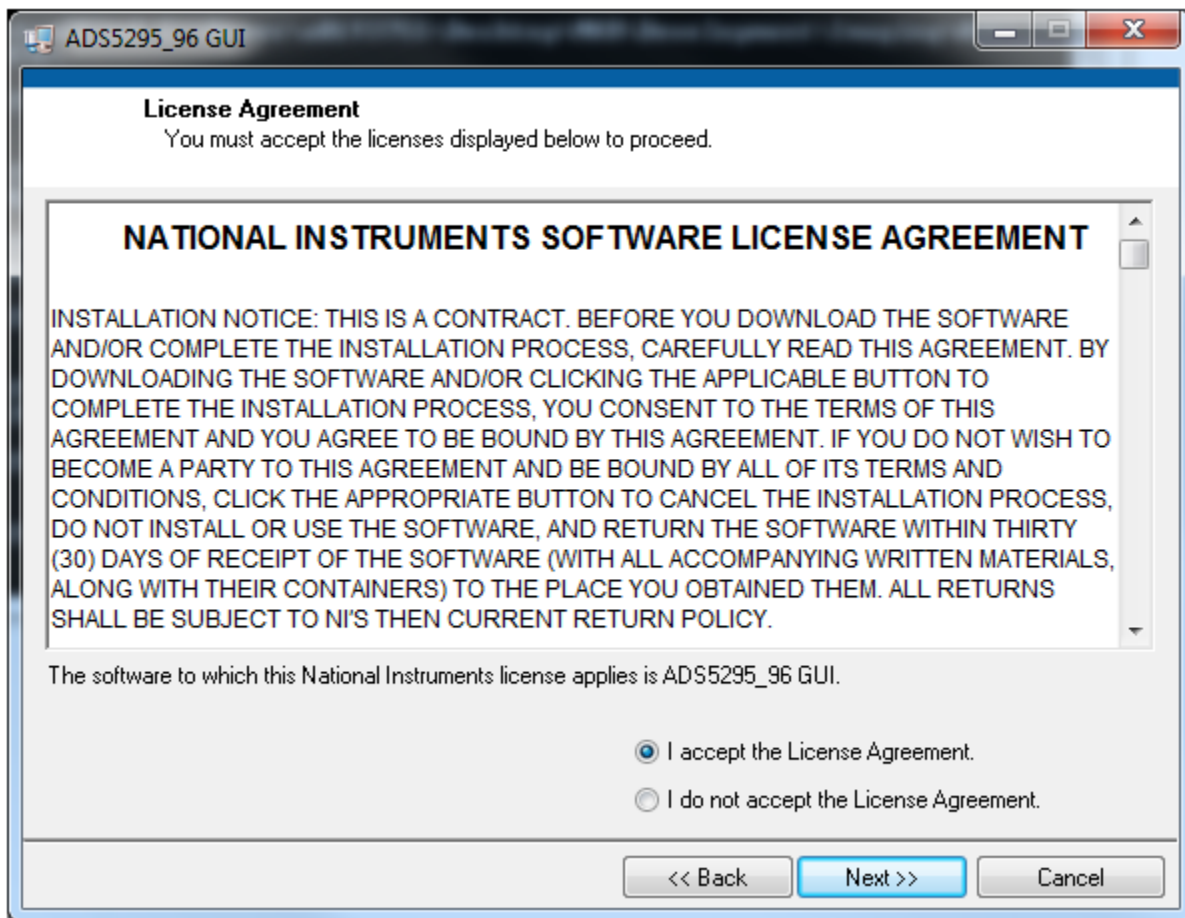 ADS5295_96 GUI
License Agreement
You must accept the licenses displayed below to proceed.
NATIONAL INSTRUMENTS SOFTWARE LICENSE AGREEMENT
INSTALLATION NOTICE: THIS IS A CONTRACT. BEFORE YOU DOWNLOAD THE SOFTWARE
AND/OR COMPLETE THE INSTALLATION PROCESS, CAREFULLY READ THIS AGREEMENT. BY
DOWNLOADING THE SOFTWARE AND/OR CLICKING THE APPLICABLE BUTTON TO
COMPLETE THE INSTALLATION PROCESS, YOU CONSENT TO THE TERMS OF THIS
AGREEMENT AND YOU AGREE TO BE BOUND BY THIS AGREEMENT. IF YOU DO NOT WISH TO
BECOME A PARTY TO THIS AGREEMENT AND BE BOUND BY ALL OF ITS TERMS AND
CONDITIONS, CLICK THE APPROPRIATE BUTTON TO CANCEL THE INSTALLATION PROCESS,
DO NOT INSTALL OR USE THE SOFTWARE, AND RETURN THE SOFTWARE WITHIN THIRTY
(30) DAYS OF RECEIPT OF THE SOFTWARE (WITH ALL ACCOMPANYING WRITTEN MATERIALS,
ALONG WITH THEIR CONTAINERS) TO THE PLACE YOU OBTAINED THEM. ALL RETURNS
SHALL BE SUBJECT TO NI'S THEN CURRENT RETURN POLICY.
The software to which this National Instruments license applies is ADS5295_96 GUI.
I accept the License Agreement.
I do not accept the License Agreement.
<< Back Next >> Cancel